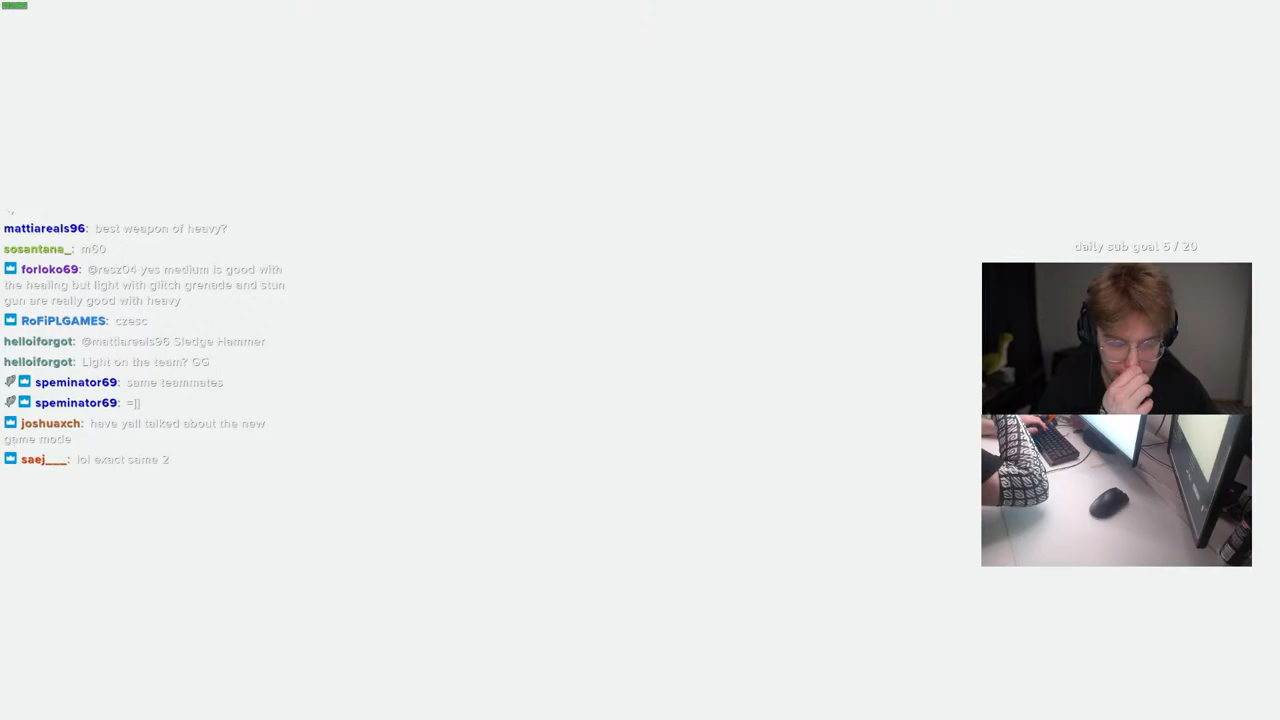 mattiareals96: best weapon of heavy?
sosantana_: m60
forloko69: @resz04 yes medium is good with
the healing but light with glitch grenade and stun
gun are really good with heavy
RoFiPLGAMES: czesc
helloiforgot: @mattiareals96 Sledge Hammer
helloiforgot: Light on the team? GG
speminator69: same teammates
speminator69: =]]
joshuaxch: have yall talked about the new
game mode
saej___: lol exact same 2
daily sub goal 5 / 20